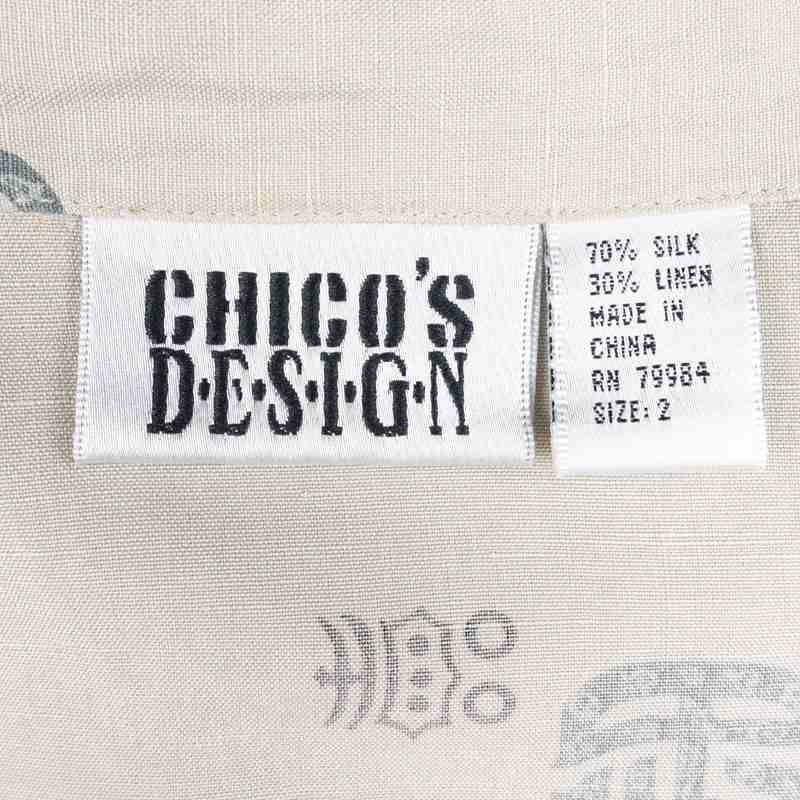 CHICO'S
D·E·S·I·G·N
70% SILK
30% LINEN
MADE IN
CHINA
RN 79984
SIZE: 2